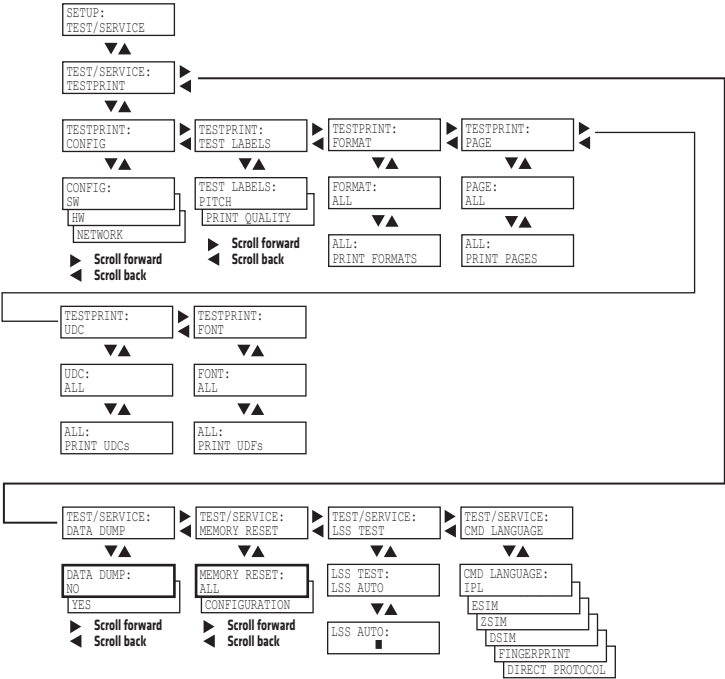 SETUP:
TEST/SERVICE
TEST/SERVICE:
TESTPRINT
TESTPRINT:
CONFIG
TESTPRINT:
TEST LABELS
TESTPRINT:
FORMAT
TESTPRINT:
PAGE
CONFIG:
SW
HW
NETWORK
Scroll forward
Scroll back
TEST LABELS:
PITCH
PRINT QUALITY
Scroll forward
Scroll back
FORMAT:
ALL
ALL:
PRINT FORMATS
PAGE:
ALL
ALL:
PRINT PAGES
TESTPRINT:
UDC
TESTPRINT:
FONT
UDC:
ALL
FONT:
ALL
ALL:
PRINT UDCs
ALL:
PRINT UDFs
TEST/SERVICE:
DATA DUMP
TEST/SERVICE:
MEMORY RESET
TEST/SERVICE:
LSS TEST
TEST/SERVICE:
CMD LANGUAGE
DATA DUMP:
NO
YES
Scroll forward
Scroll back
MEMORY RESET:
ALL
CONFIGURATION
Scroll forward
Scroll back
LSS TEST:
LSS AUTO
LSS AUTO:
CMD LANGUAGE:
IPL
ESIM
ZSIM
DSIM
FINGERPRINT
DIRECT PROTOCOL